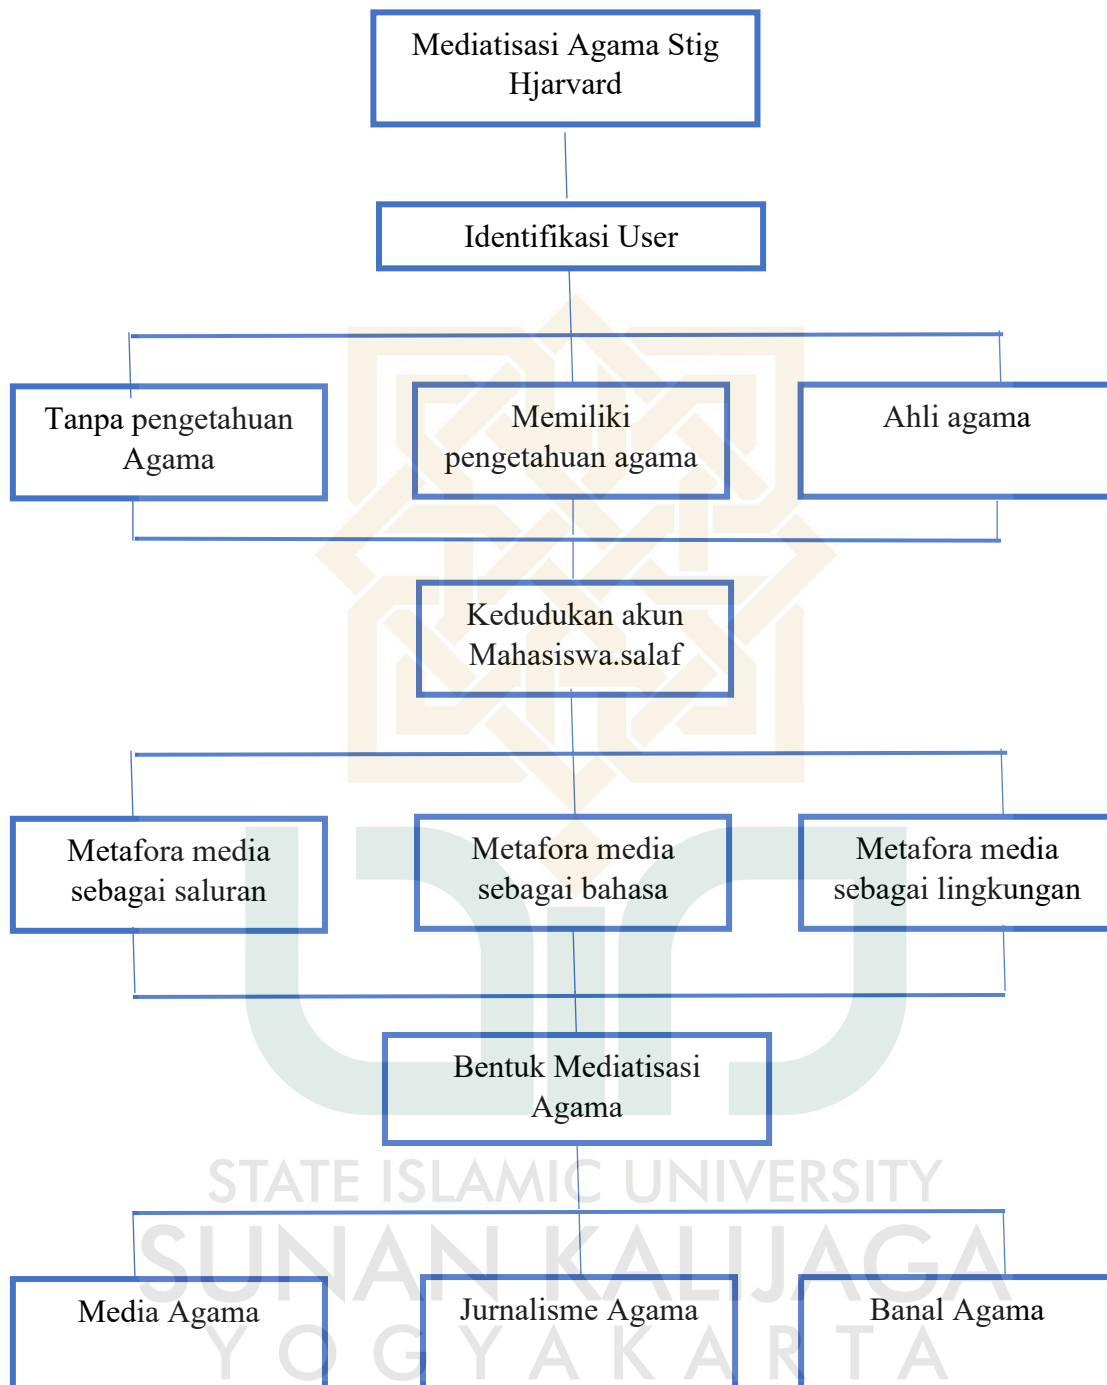 Mediatisasi Agama Stig
Hjarvard
Identifikasi User
Tanpa pengetahuan
Agama
Memiliki
pengetahuan agama
Ahli agama
Kedudukan akun
Mahasiswa.salaf
Metafora media
sebagai saluran
Metafora media
sebagai bahasa
Metafora media
sebagai lingkungan
Bentuk Mediatisasi
Agama
STATE ISLAMIC UNIVERSITY
SUNAN KALIJAGA
Media Agama
Jurnalisme Agama
Banal Agama
YOGYAKARTA